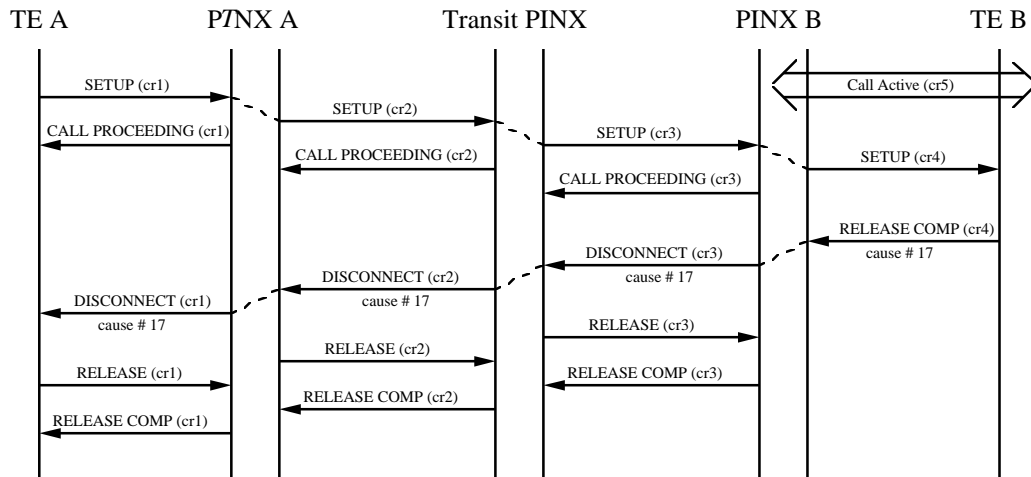 TE A
PTNX A
Transit PINX
PINX B
TE B
SETUP (cr1)
Call Active (cr5)
SETUP (cr2)
CALL PROCEEDING (cr1)
SETUP (cr3)
CALL PROCEEDING (cr2)
SETUP (cr4)
CALL PROCEEDING (cr3)
RELEASE COMP (cr4)
cause # 17
DISCONNECT (cr3)
cause # 17
DISCONNECT (cr2)
cause # 17
DISCONNECT (cr1)
cause # 17
RELEASE (cr3)
RELEASE (cr2)
RELEASE (cr1)
RELEASE COMP (cr3)
RELEASE COMP (cr2)
RELEASE COMP (cr1)